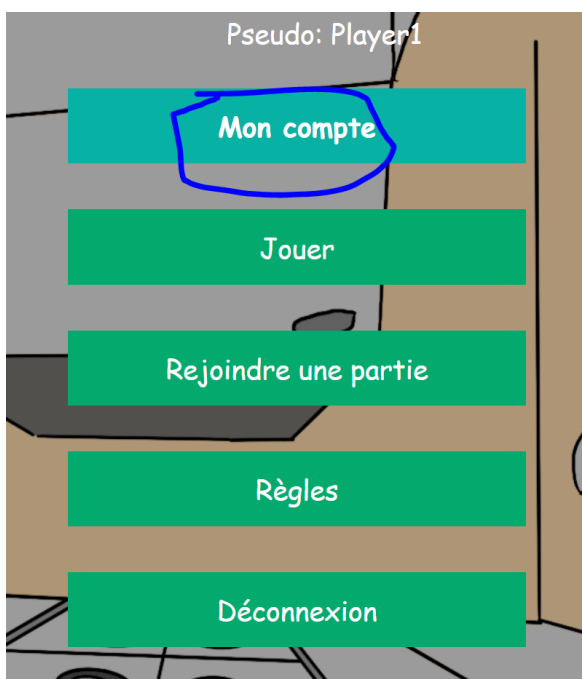 Pseudo: Player1
Mon compte
Jouer
Rejoindre une partie
Règles
Déconnexion